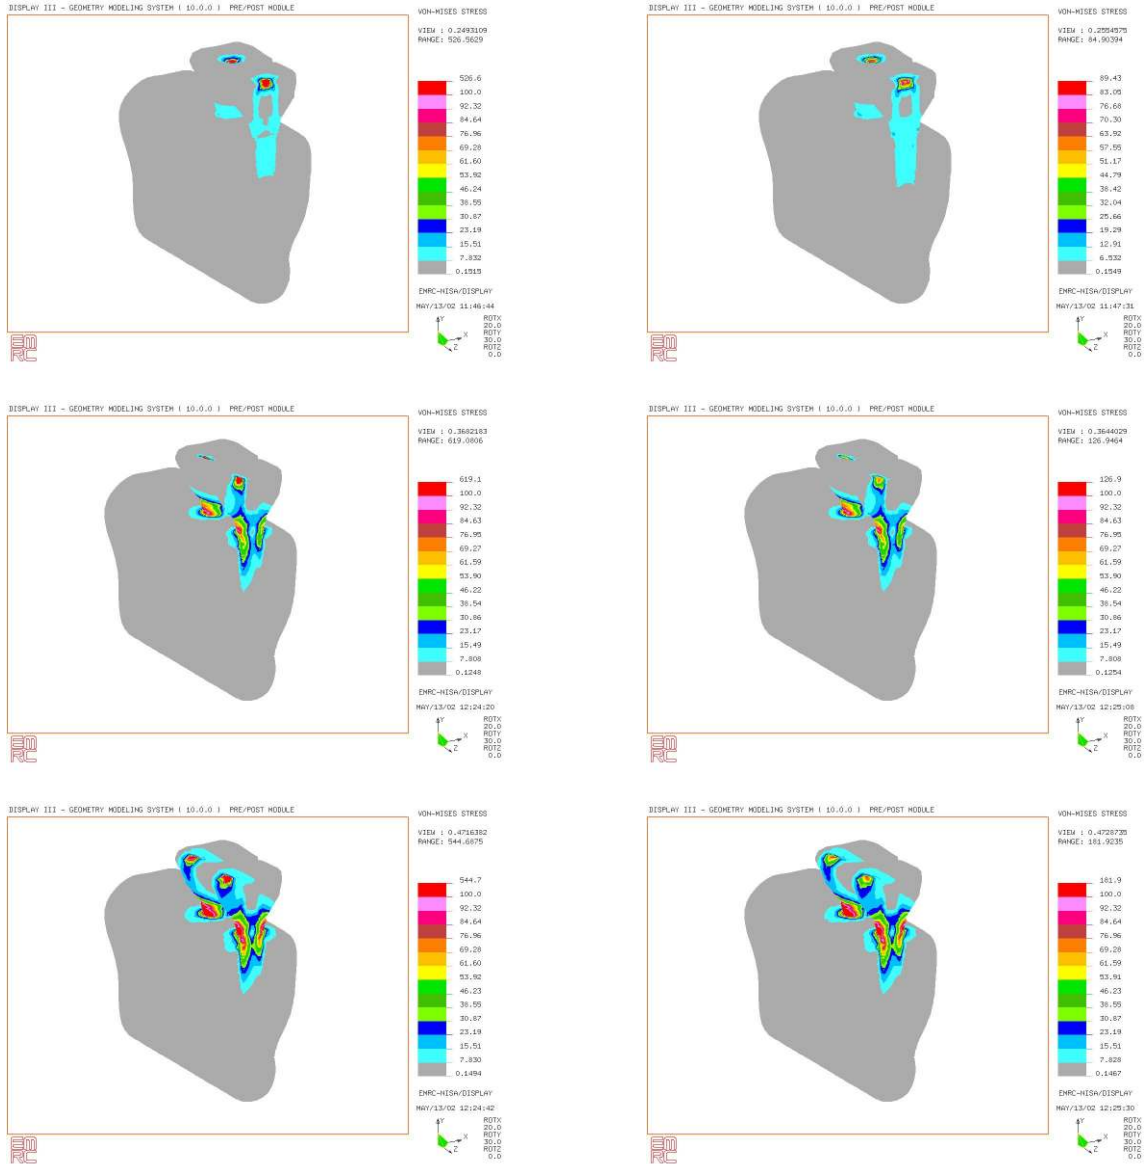 DISPLAY III - GEOMETRY MODELING SYSTEM ( 10.0.0 ) PRE/POST MODULE
VON-MISES STRESS
VIEW : 0.2493109
RANGE: 526.5629
526.6
100.0
92.32
84.64
76.96
69.28
61.60
53.92
46.24
38.55
30.87
23.19
15.51
7.832
0.1515
EMRC-NISA/DISPLAY
MAY/13/02 11:46:44
Y
X
Z
ROTX
20.0
ROTY
30.0
ROTZ
0.0
EMRC
DISPLAY III - GEOMETRY MODELING SYSTEM ( 10.0.0 ) PRE/POST MODULE
VON-MISES STRESS
VIEW : 0.2554575
RANGE: 84.90394
89.43
83.05
76.68
70.30
63.92
57.55
51.17
44.79
38.42
32.04
25.66
19.29
12.91
6.532
0.1549
EMRC-NISA/DISPLAY
MAY/13/02 11:47:31
Y
X
Z
ROTX
20.0
ROTY
30.0
ROTZ
0.0
EMRC
DISPLAY III - GEOMETRY MODELING SYSTEM ( 10.0.0 ) PRE/POST MODULE
VON-MISES STRESS
VIEW : 0.3682183
RANGE: 619.0806
619.1
100.0
92.32
84.63
76.95
69.27
61.59
53.90
46.22
38.54
30.86
23.17
15.49
7.808
0.1248
EMRC-NISA/DISPLAY
MAY/13/02 12:24:20
Y
X
Z
ROTX
20.0
ROTY
30.0
ROTZ
0.0
EMRC
DISPLAY III - GEOMETRY MODELING SYSTEM ( 10.0.0 ) PRE/POST MODULE
VON-MISES STRESS
VIEW : 0.3644029
RANGE: 126.9464
126.9
100.0
92.32
84.63
76.95
69.27
61.59
53.90
46.22
38.54
30.86
23.17
15.49
7.808
0.1254
EMRC-NISA/DISPLAY
MAY/13/02 12:25:08
Y
X
Z
ROTX
20.0
ROTY
30.0
ROTZ
0.0
EMRC
DISPLAY III - GEOMETRY MODELING SYSTEM ( 10.0.0 ) PRE/POST MODULE
VON-MISES STRESS
VIEW : 0.4716382
RANGE: 544.6875
544.7
100.0
92.32
84.64
76.96
69.28
61.60
53.92
46.23
38.55
30.87
23.19
15.51
7.830
0.1494
EMRC-NISA/DISPLAY
MAY/13/02 12:24:42
Y
X
Z
ROTX
20.0
ROTY
30.0
ROTZ
0.0
EMRC
DISPLAY III - GEOMETRY MODELING SYSTEM ( 10.0.0 ) PRE/POST MODULE
VON-MISES STRESS
VIEW : 0.4728735
RANGE: 181.9235
181.9
100.0
92.32
84.64
76.96
69.28
61.59
53.91
46.23
38.55
30.87
23.19
15.51
7.828
0.1467
EMRC-NISA/DISPLAY
MAY/13/02 12:25:30
Y
X
Z
ROTX
20.0
ROTY
30.0
ROTZ
0.0
EMRC